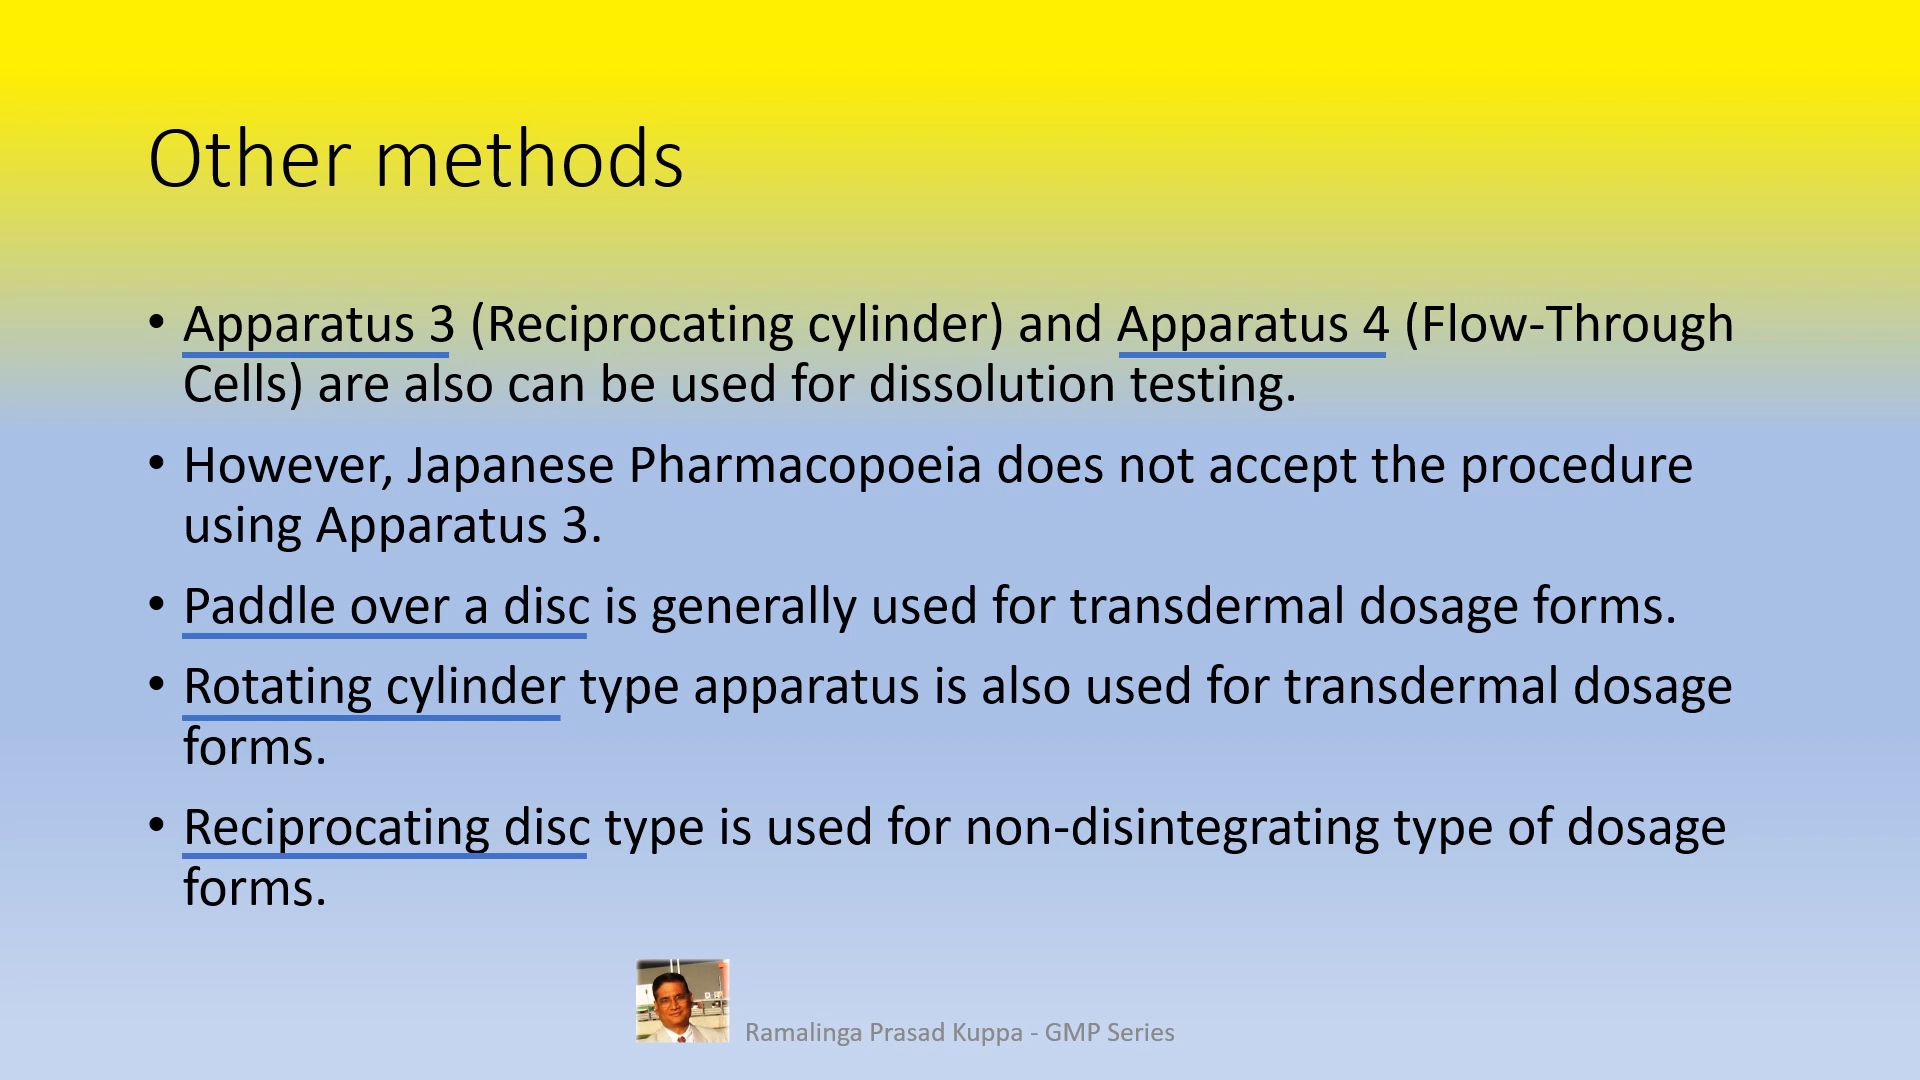 Other methods
• Apparatus 3 (Reciprocating cylinder) and Apparatus 4 (Flow-Through
Cells) are also can be used for dissolution testing.
• However, Japanese Pharmacopoeia does not accept the procedure
using Apparatus 3.
• Paddle over a disc is generally used for transdermal dosage forms.
• Rotating cylinder type apparatus is also used for transdermal dosage
forms.
• Reciprocating disc type is used for non-disintegrating type of dosage
forms.
Ramalinga Prasad Kuppa - GMP Series